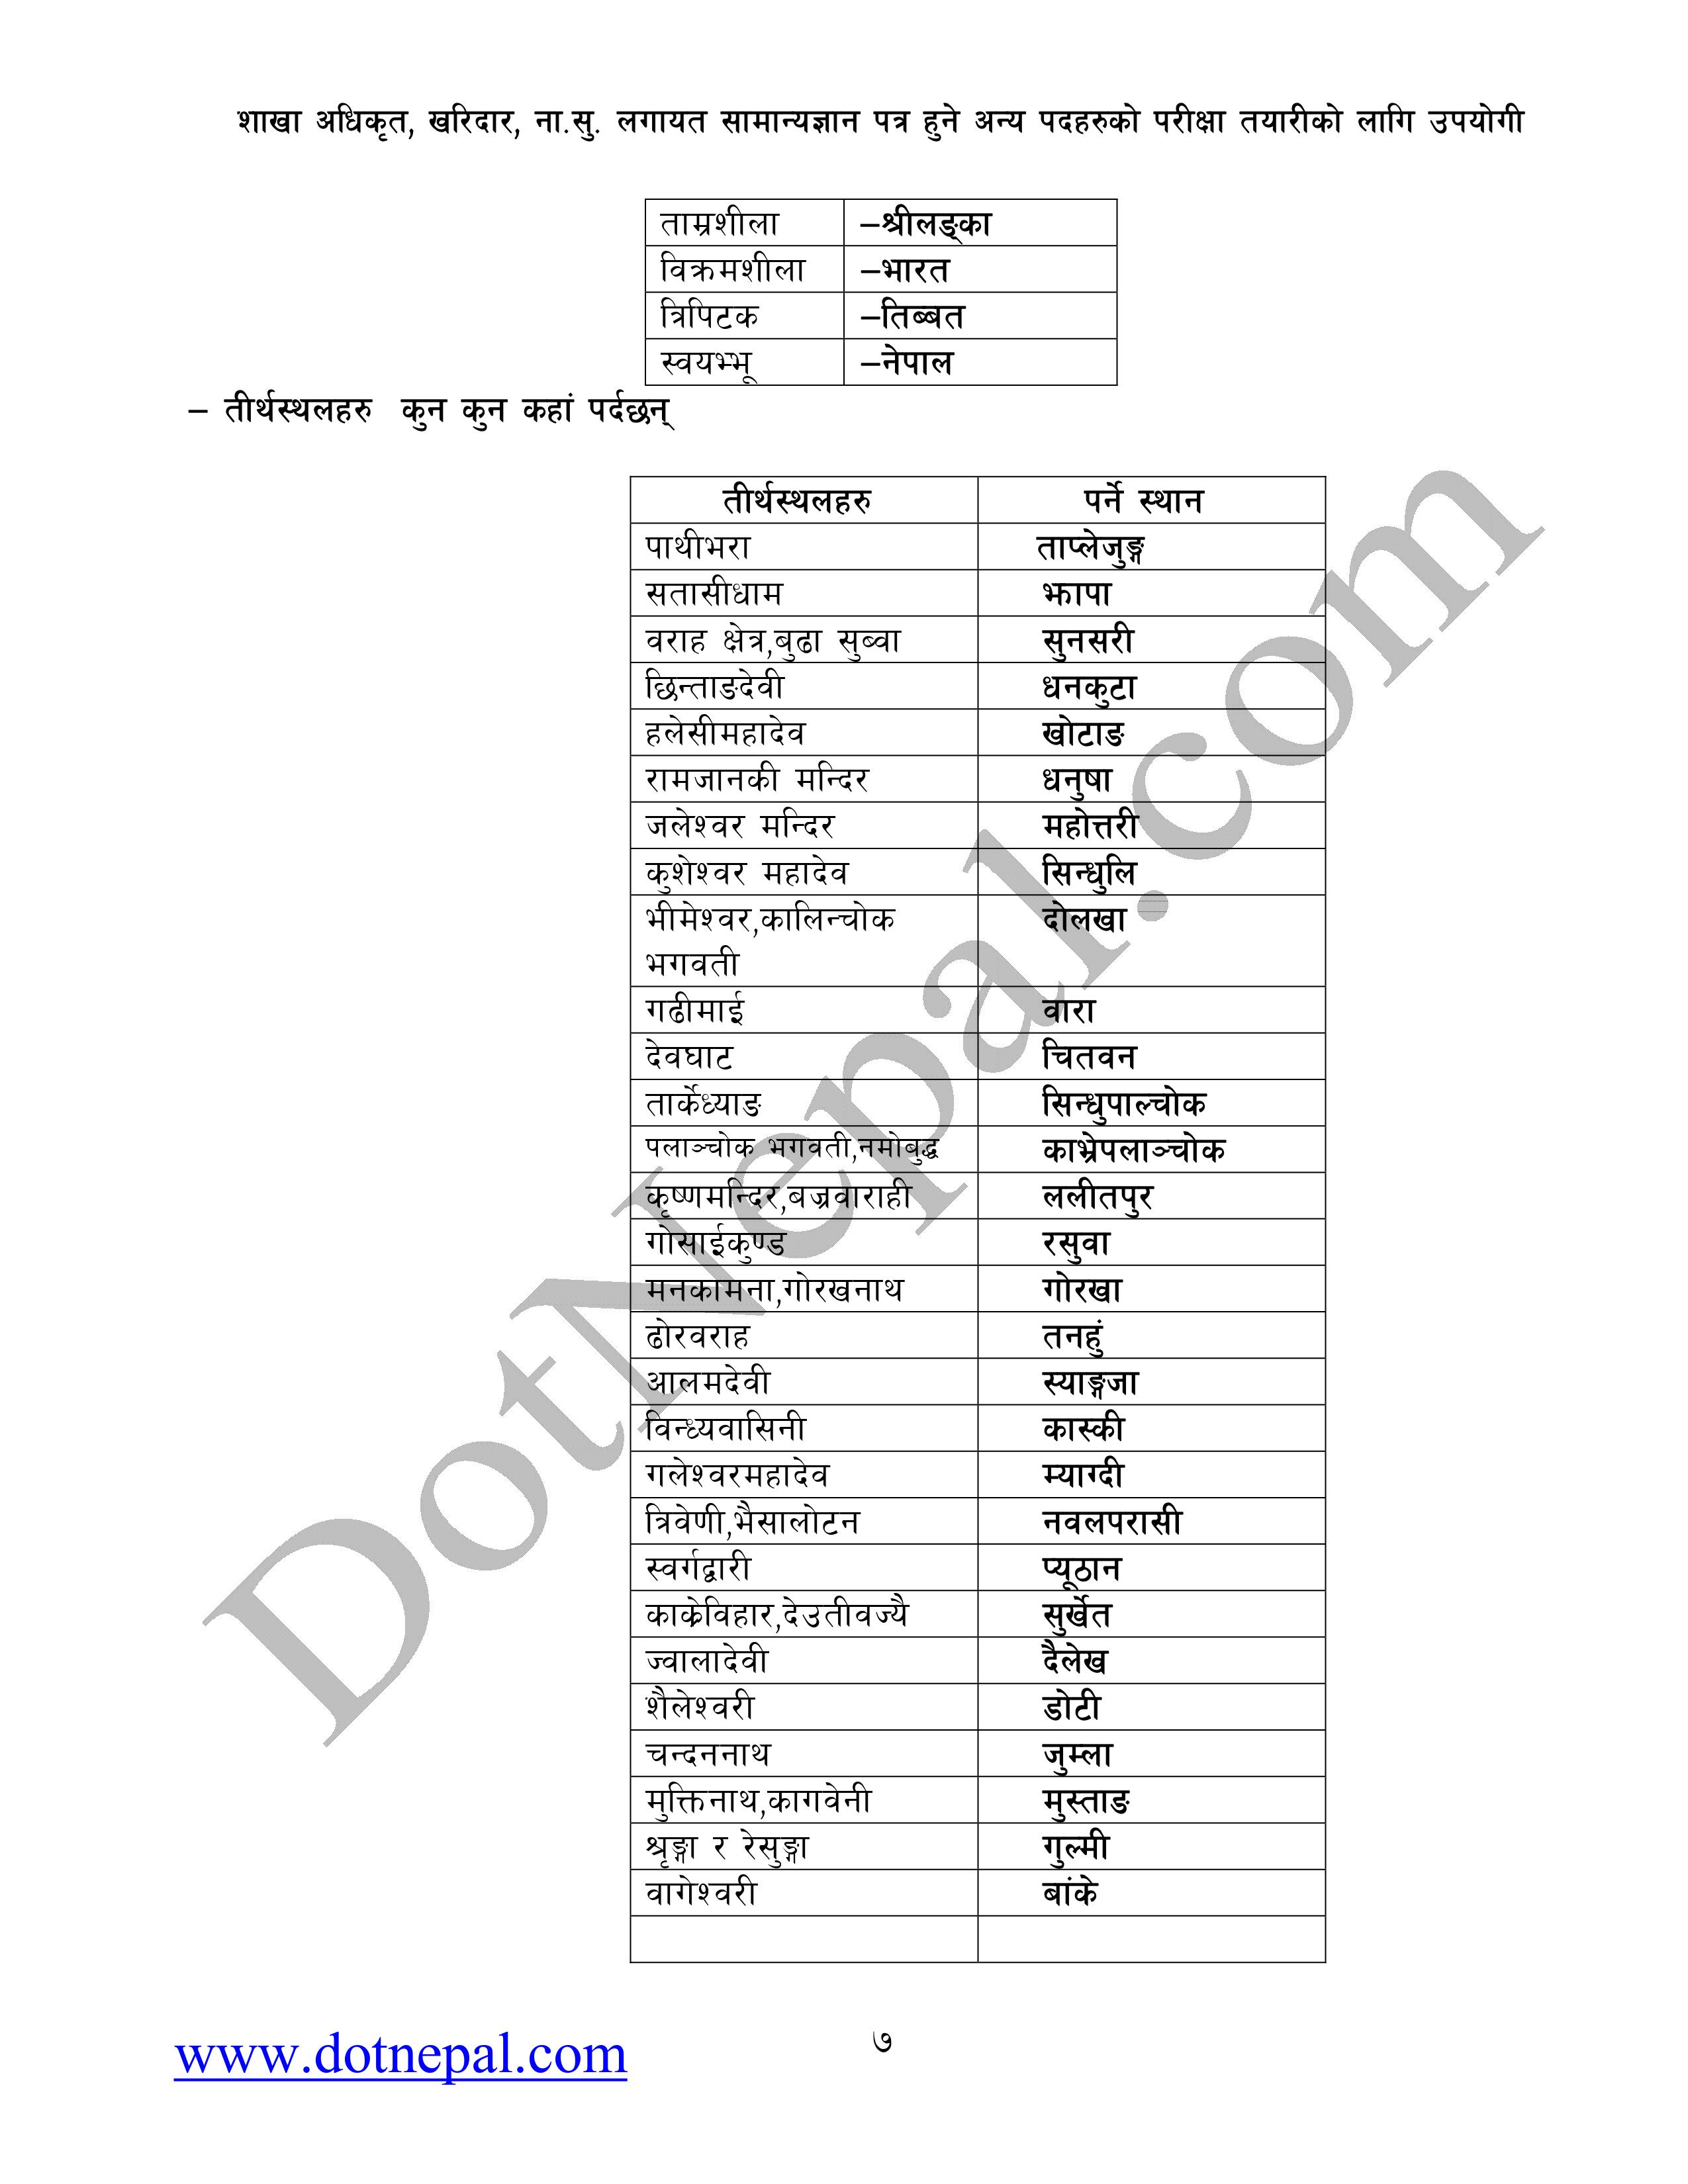 शाखा अधिकृत, खरिदार, ना.सु. लगायत सामान्यज्ञान पत्र हुने अन्य पदहरुको परीक्षा तयारीको लागि उपयोगी
ताम्रशीला –श्रीलङ्का
विक्रमशीला –भारत
त्रिपिटक –तिब्बत
स्वयम्भू –नेपाल
– तीर्थस्थलहरु कुन कुन कहां पर्दछन्
तीर्थस्थलहरु पर्ने स्थान
पाथीभरा ताप्लेजुङ्ग
सतासीधाम झापा
वराह क्षेत्र,बुढा सुब्वा सुनसरी
छिन्ताङदेवी धनकुटा
हलेसीमहादेव खोटाङ
रामजानकी मन्दिर धनुषा
जलेश्वर मन्दिर महोत्तरी
कुशेश्वर महादेव सिन्धुलि
भीमेश्वर,कालिन्चोक दोलखा
भगवती
गढीमाई वारा
देवघाट चितवन
तार्केध्याङ सिन्धुपाल्चोक
पलाञ्चोक भगवती,नमोबुद्ध काभ्रेपलाञ्चोक
कृष्णमन्दिर,बज्रवाराही ललीतपुर
गोसाईकुण्ड रसुवा
मनकामना,गोरखनाथ गोरखा
ढोरवराह तनहुं
आलमदेवी स्याङ्गजा
विन्ध्यवासिनी कास्की
गलेश्वरमहादेव म्याग्दी
त्रिवेणी,भैसालोटन नवलपरासी
स्वर्गद्वारी प्यूठान
काक्रेविहार,देउतीवज्यै सुर्खेत
ज्वालादेवी दैलेख
शैलेश्वरी डोटी
चन्दननाथ जुम्ला
मुक्तिनाथ,कागवेनी मुस्ताङ
श्रृङ्गा र रेसुङ्गा गुल्मी
वागेश्वरी बांके
DotNepal.com
www.dotnepal.com ७